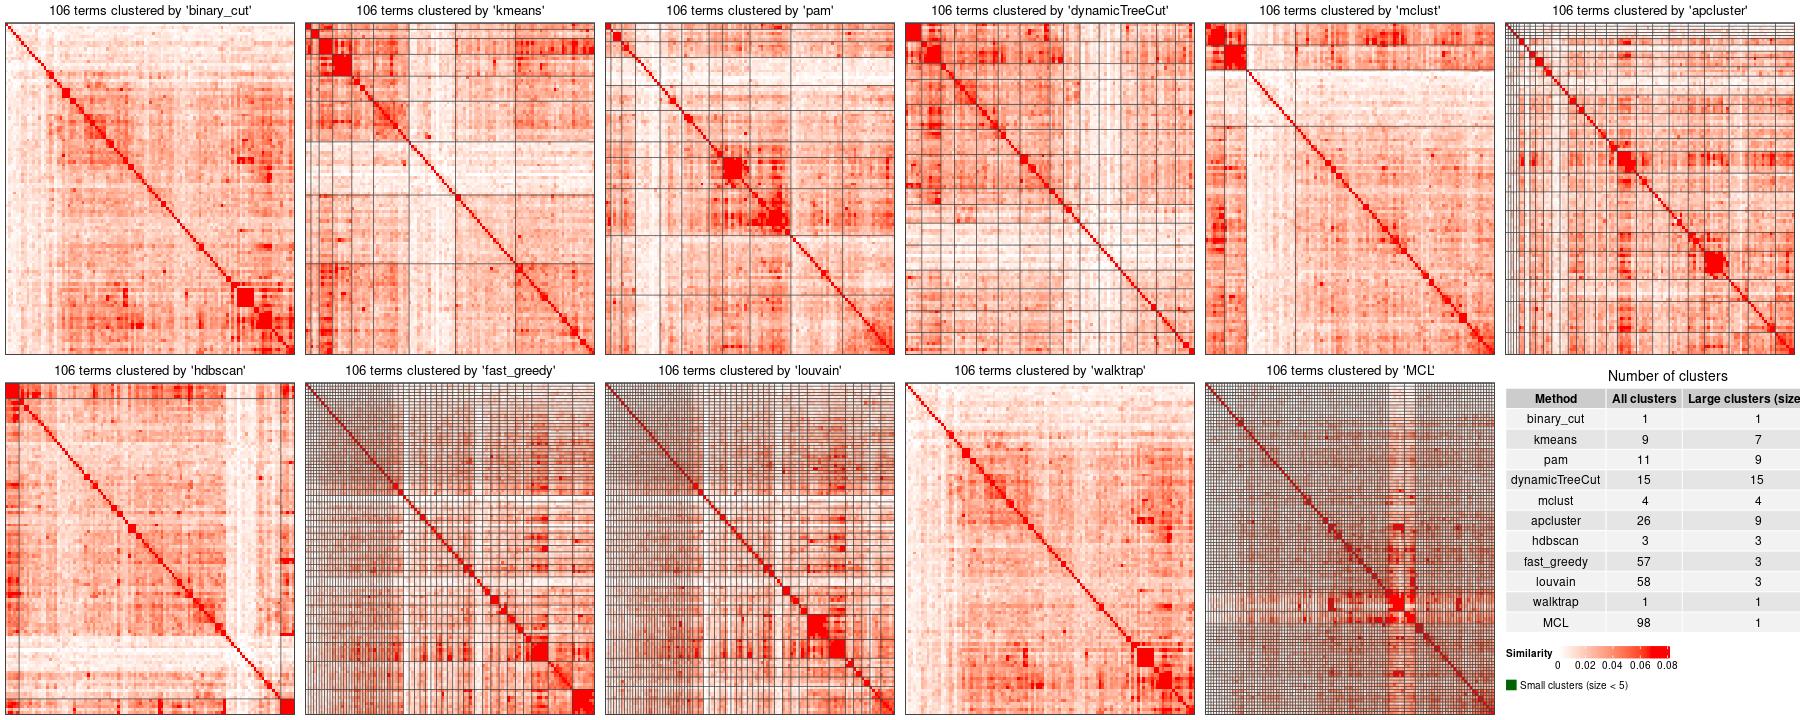 106 terms clustered by 'binary_cut'
106 terms clustered by 'kmeans'
106 terms clustered by 'pam'
106 terms clustered by 'dynamicTreeCut'
106 terms clustered by 'mclust'
106 terms clustered by 'apcluster'
106 terms clustered by 'hdbscan'
106 terms clustered by 'fast_greedy'
106 terms clustered by 'louvain'
106 terms clustered by 'walktrap'
106 terms clustered by 'MCL'
Number of clusters
Method All clusters Large clusters (size
binary_cut 1 1
kmeans 9 7
pam 11 9
dynamicTreeCut 15 15
mclust 4 4
apcluster 26 9
hdbscan 3 3
fast_greedy 57 3
louvain 58 3
walktrap 1 1
MCL 98 1
Similarity
0 0.02 0.04 0.06 0.08
Small clusters (size < 5)